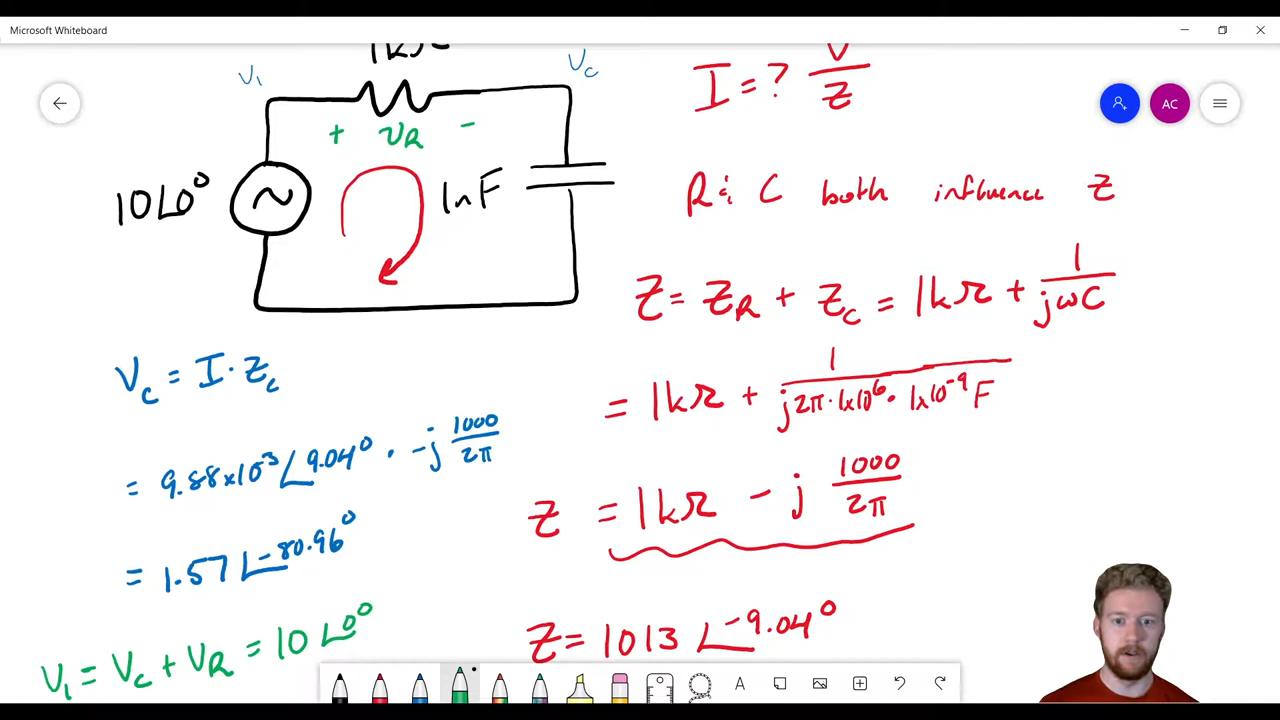 Microsoft Whiteboard
1kΩ
V₁
Vc
+ VR -
10∠0°
1nF
I = ? V/Z
R & C both influence Z
Z = ZR + Zc = 1kΩ + 1/jωC
= 1kΩ + 1/j2π·1x10⁶·1x10⁻⁹F
Z = 1kΩ - j 1000/2π
Z = 1013∠-9.04°
Vc = I·Zc
= 9.88x10⁻³∠9.04° · -j 1000/2π
= 1.57∠-80.96°
V₁ = Vc + VR = 10∠0°
AC
A